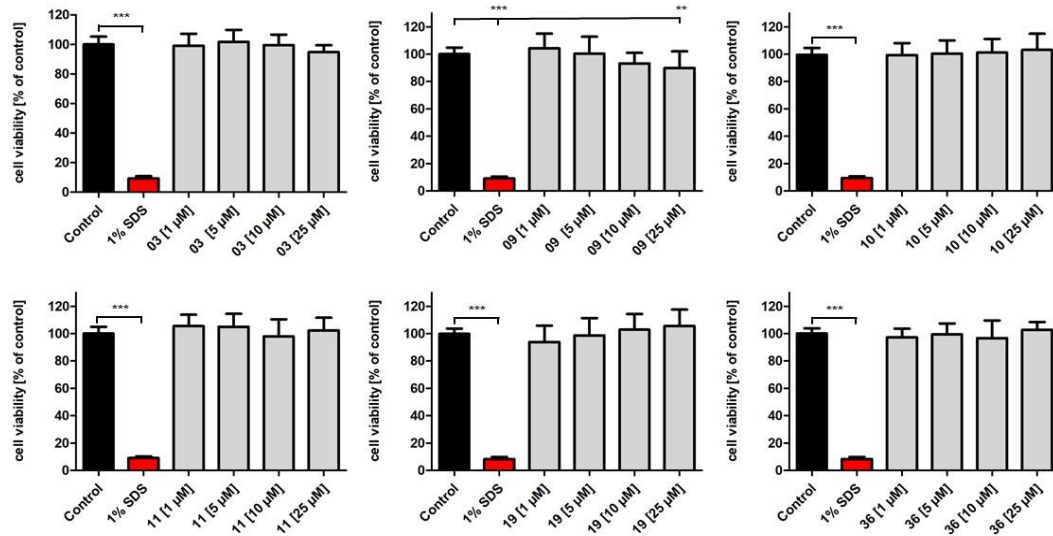 ***
120
100
80
60
40
20
0
cell viability [% of control]
Control
1% SDS
03 [1 µM]
03 [5 µM]
03 [10 µM]
03 [25 µM]
***
**
120
100
80
60
40
20
0
cell viability [% of control]
Control
1% SDS
09 [1 µM]
09 [5 µM]
09 [10 µM]
09 [25 µM]
***
120
100
80
60
40
20
0
cell viability [% of control]
Control
1% SDS
10 [1 µM]
10 [5 µM]
10 [10 µM]
10 [25 µM]
***
120
100
80
60
40
20
0
cell viability [% of control]
Control
1% SDS
11 [1 µM]
11 [5 µM]
11 [10 µM]
11 [25 µM]
***
120
100
80
60
40
20
0
cell viability [% of control]
Control
1% SDS
19 [1 µM]
19 [5 µM]
19 [10 µM]
19 [25 µM]
***
120
100
80
60
40
20
0
cell viability [% of control]
Control
1% SDS
36 [1 µM]
36 [5 µM]
36 [10 µM]
36 [25 µM]